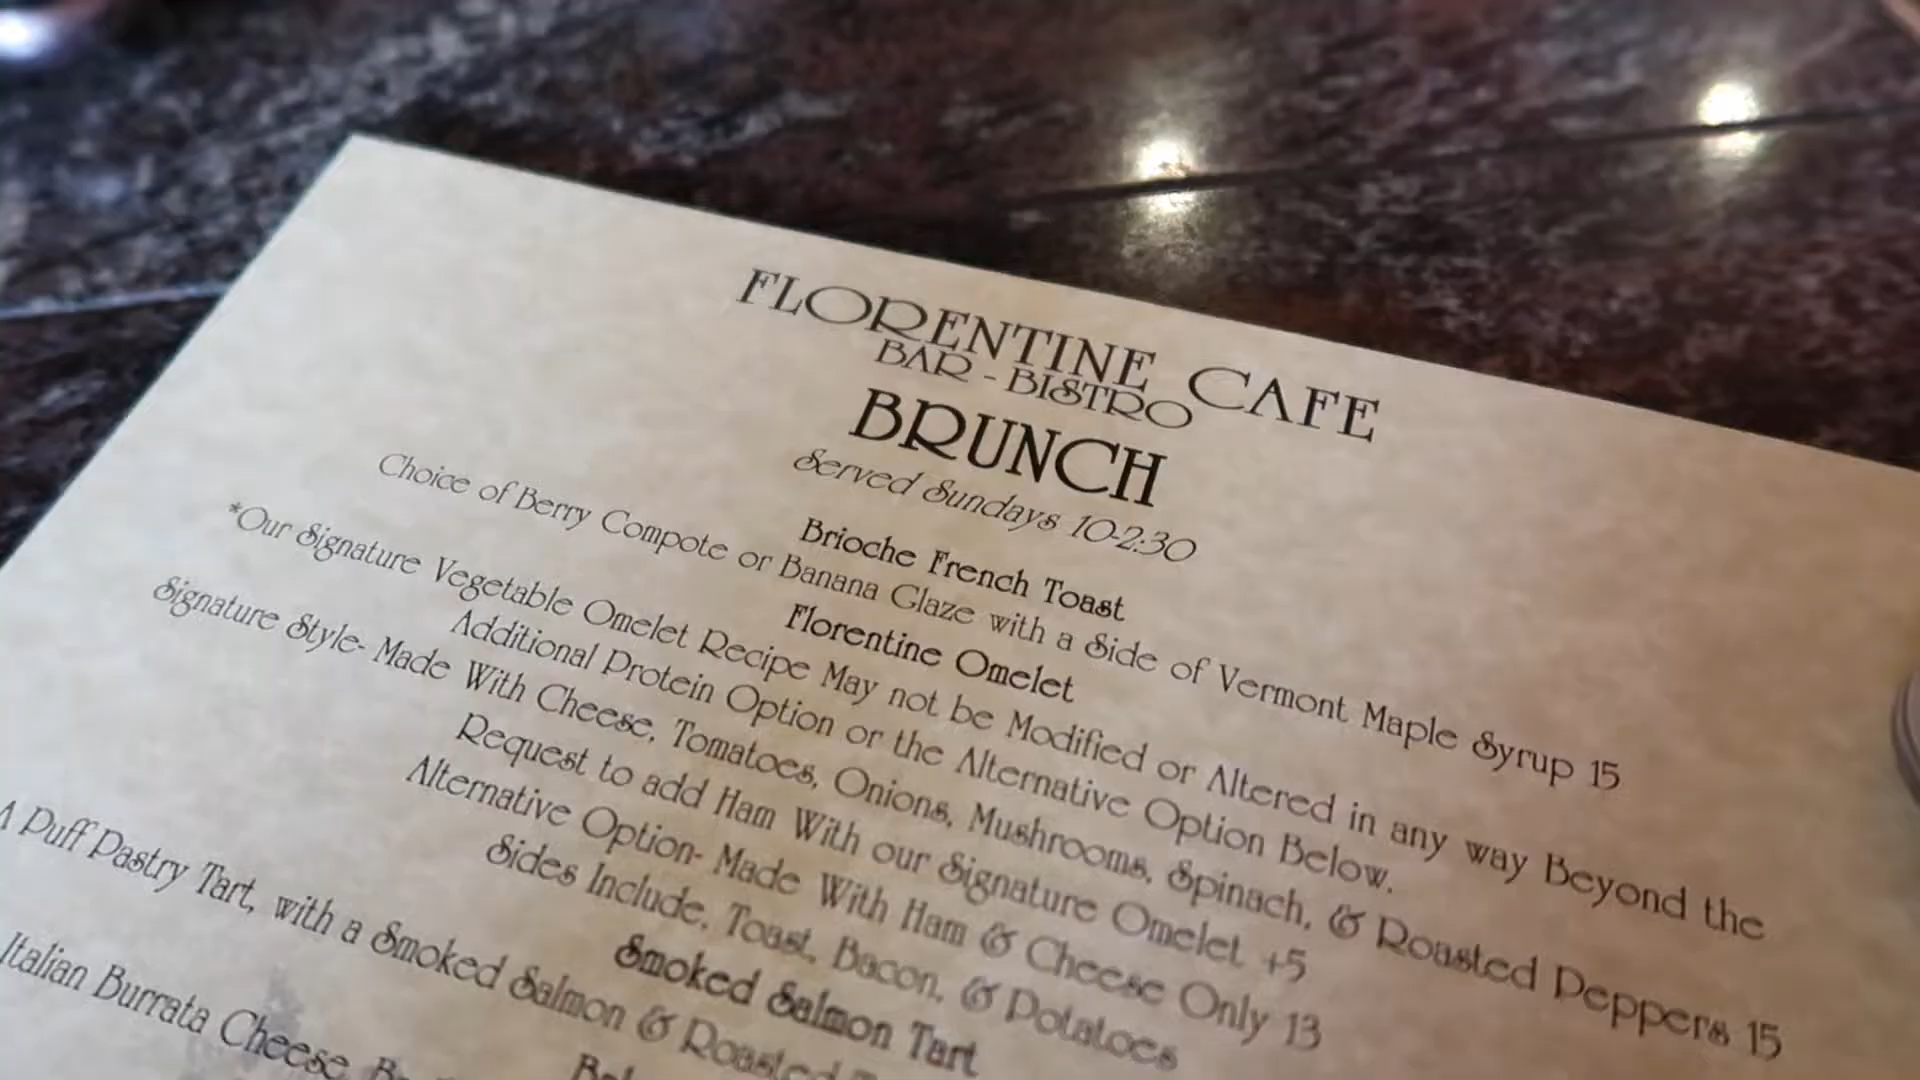 FLORENTINE CAFE
BAR - BISTRO
BRUNCH
Served Sundays 10-2:30
Brioche French Toast
Choice of Berry Compote or Banana Glaze with a Side of Vermont Maple Syrup 15
Florentine Omelet
*Our Signature Vegetable Omelet Recipe May not be Modified or Altered in any way Beyond the
Additional Protein Option or the Alternative Option Below.
Signature Style- Made With Cheese, Tomatoes, Onions, Mushrooms, Spinach, & Roasted Peppers 15
Request to add Ham With our Signature Omelet +5
Alternative Option- Made With Ham & Cheese Only 13
Sides Include, Toast, Bacon, & Potatoes
Smoked Salmon Tart
A Puff Pastry Tart, with a Smoked Salmon & Roasted
Italian Burrata Cheese